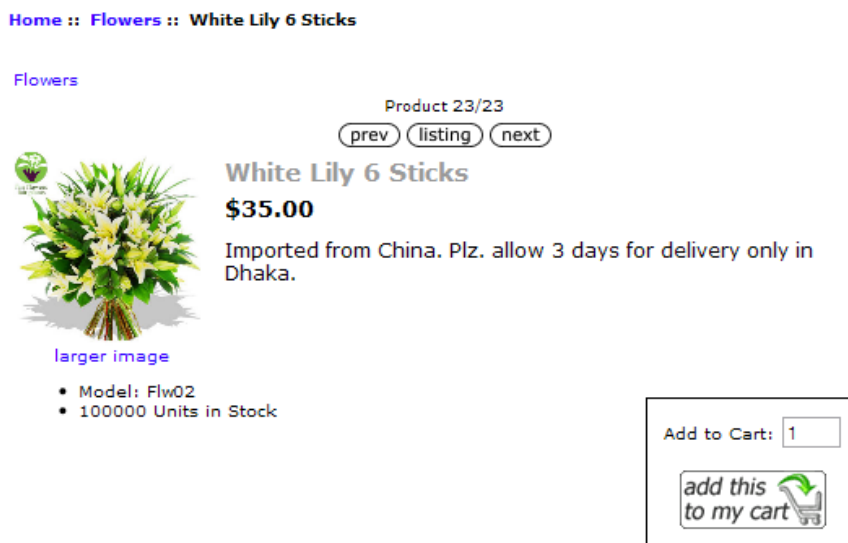 Home :: Flowers :: White Lily 6 Sticks
Flowers
Product 23/23
prev listing next
White Lily 6 Sticks
$35.00
Imported from China. Plz. allow 3 days for delivery only in
Dhaka.
larger image
Model: Flw02
100000 Units in Stock
Add to Cart: 1
add this
to my cart